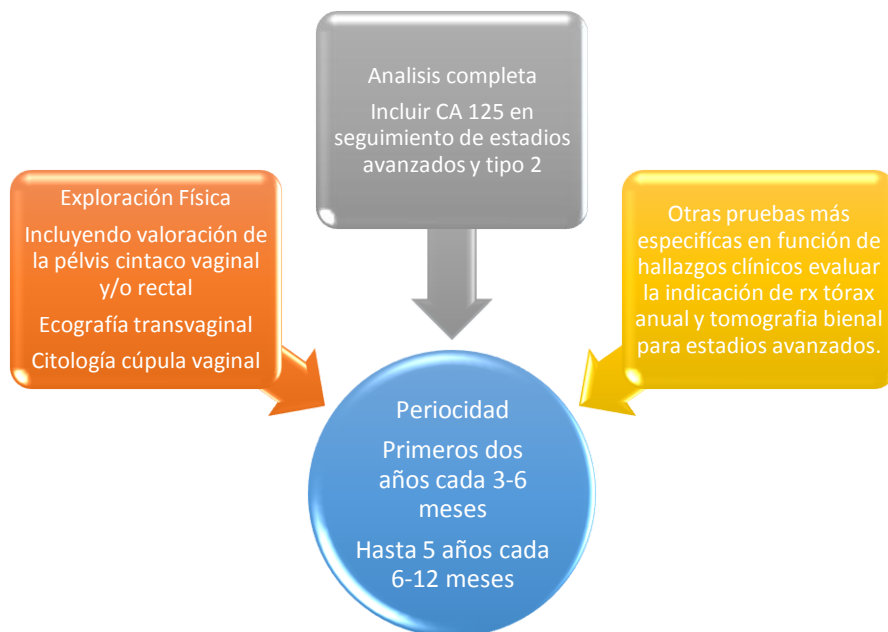 Analisis completa
Incluir CA 125 en
seguimiento de estadios
avanzados y tipo 2
Exploración Física
Incluyendo valoración de
la pélvis cintaco vaginal
y/o rectal
Ecografía transvaginal
Citología cúpula vaginal
Otras pruebas más
especifícas en función de
hallazgos clínicos evaluar
la indicación de rx tórax
anual y tomografia bienal
para estadios avanzados.
Periocidad
Primeros dos
años cada 3-6
meses
Hasta 5 años cada
6-12 meses